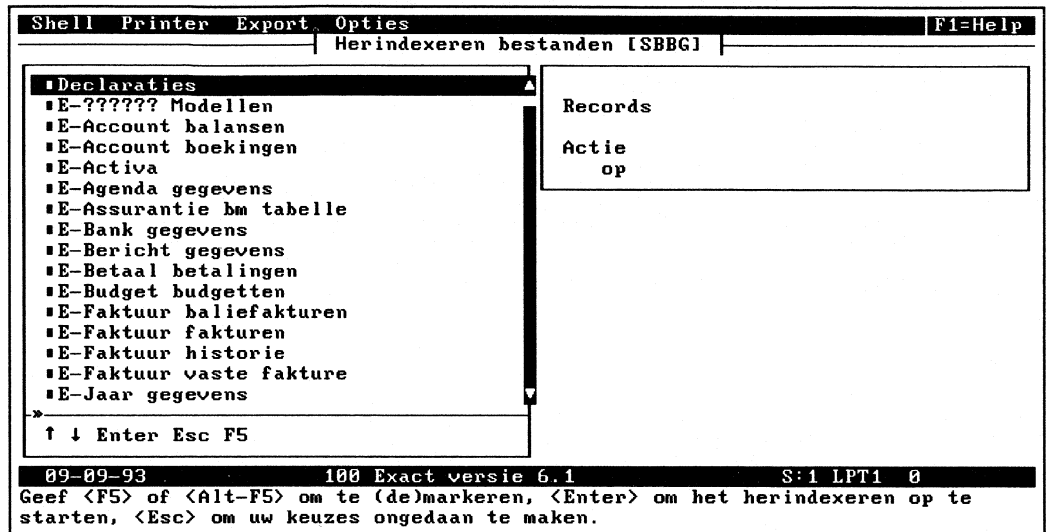 Shell Printer Export Opties F1=Help
Herindexeren bestanden [SBBG]
Declaraties
E-?????? Modellen
E-Account balansen
E-Account boekingen
E-Activa
E-Agenda gegevens
E-Assurantie bm tabelle
E-Bank gegevens
E-Bericht gegevens
E-Betaal betalingen
E-Budget budgetten
E-Faktuur baliefakturen
E-Faktuur fakturen
E-Faktuur historie
E-Faktuur vaste fakture
E-Jaar gegevens
»
↑ ↓ Enter Esc F5
Records
Actie
op
09-09-93 100 Exact versie 6.1 S:1 LPT1 0
Geef <F5> of <Alt-F5> om te (de)markeren, <Enter> om het herindexeren op te
starten, <Esc> om uw keuzes ongedaan te maken.